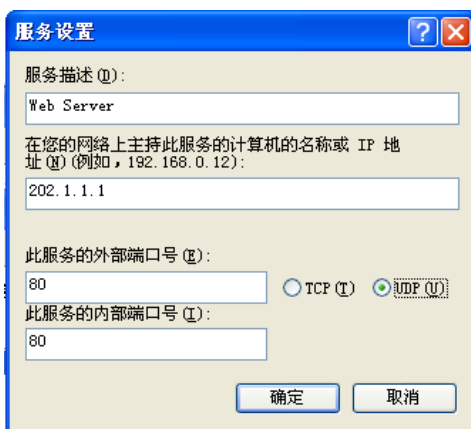 服务设置
服务描述(D):
Web Server
在您的网络上主持此服务的计算机的名称或 IP 地
址(N)(例如，192.168.0.12):
202.1.1.1
此服务的外部端口号(E):
80 TCP(T) UDP(U)
此服务的内部端口号(I):
80
确定 取消